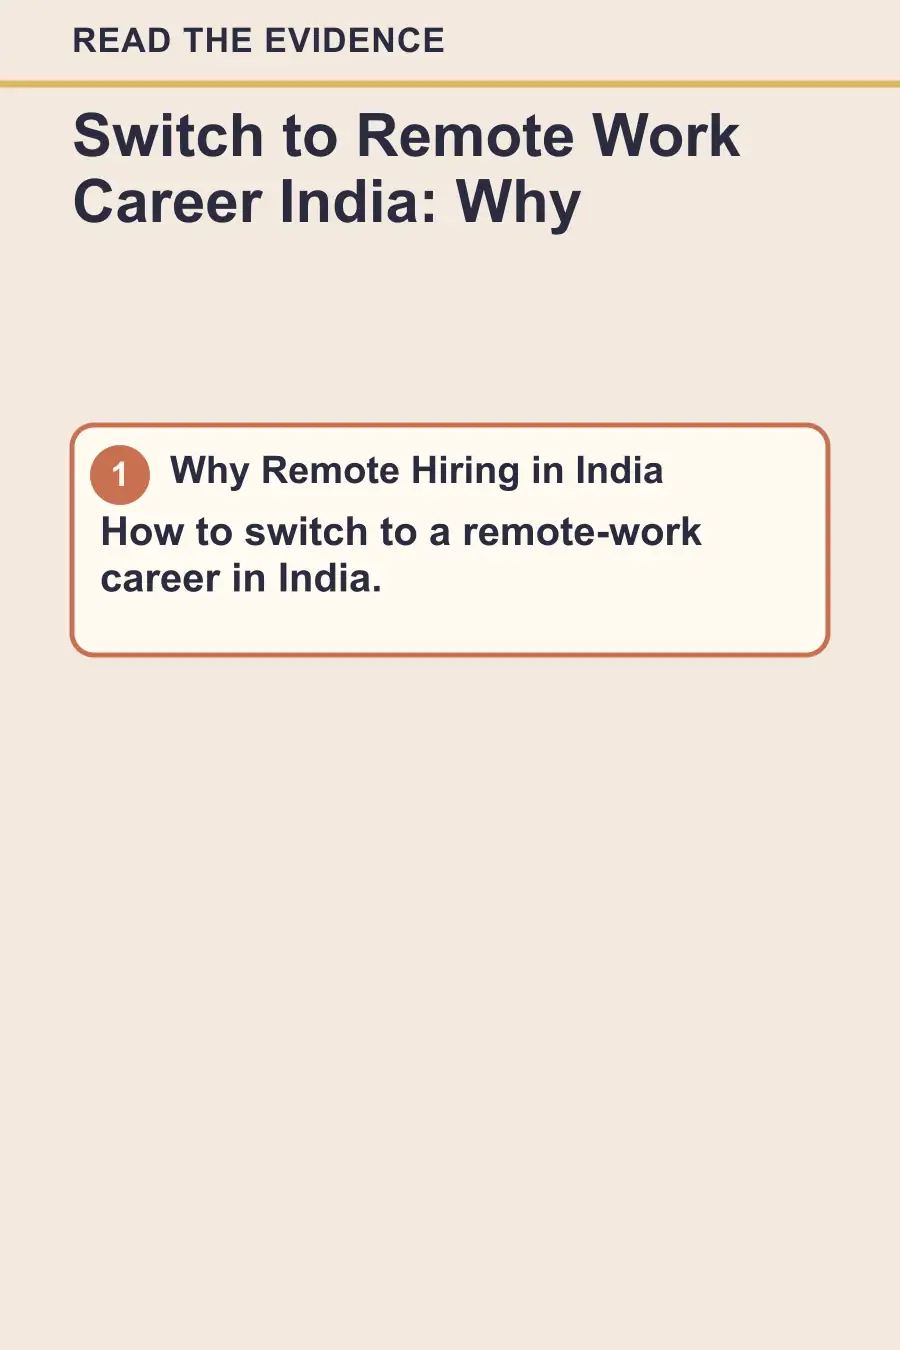 READ THE EVIDENCE
Switch to Remote Work
Career India: Why
1 Why Remote Hiring in India
How to switch to a remote-work
career in India.